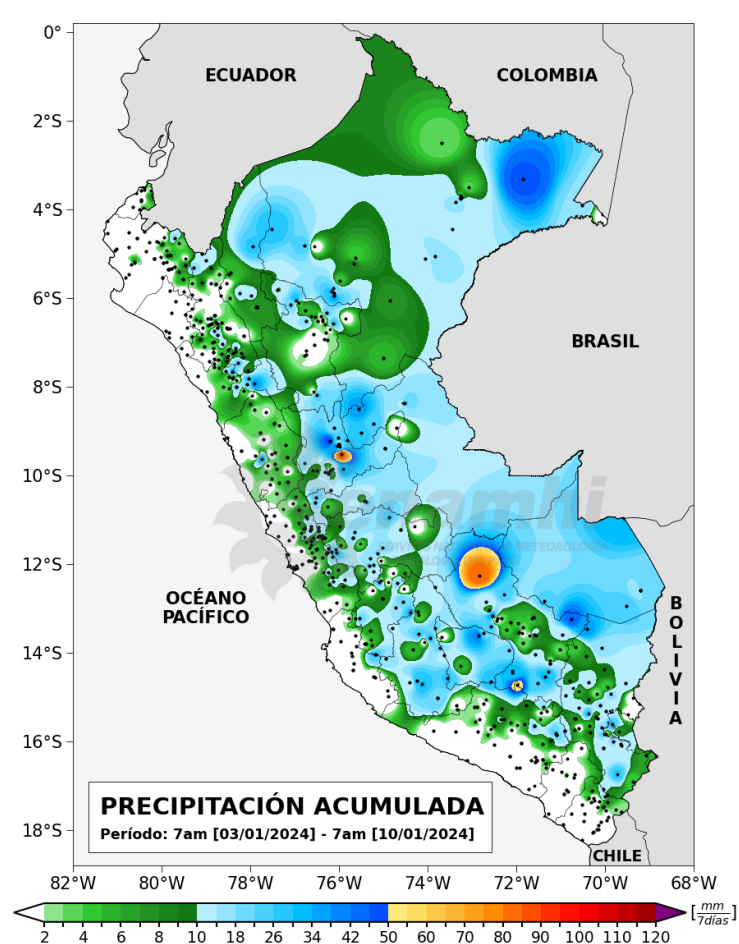 0°
ECUADOR
COLOMBIA
2°S
4°S
6°S
BRASIL
8°S
10°S
senamhi
12°S
OCÉANO
PACÍFICO
BOLIVIA
14°S
16°S
PRECIPITACIÓN ACUMULADA
Período: 7am [03/01/2024] - 7am [10/01/2024]
18°S
CHILE
82°W 80°W 78°W 76°W 74°W 72°W 70°W 68°W
[mm/7días]
2 4 6 8 10 18 26 34 42 50 60 70 80 90 100 110 120